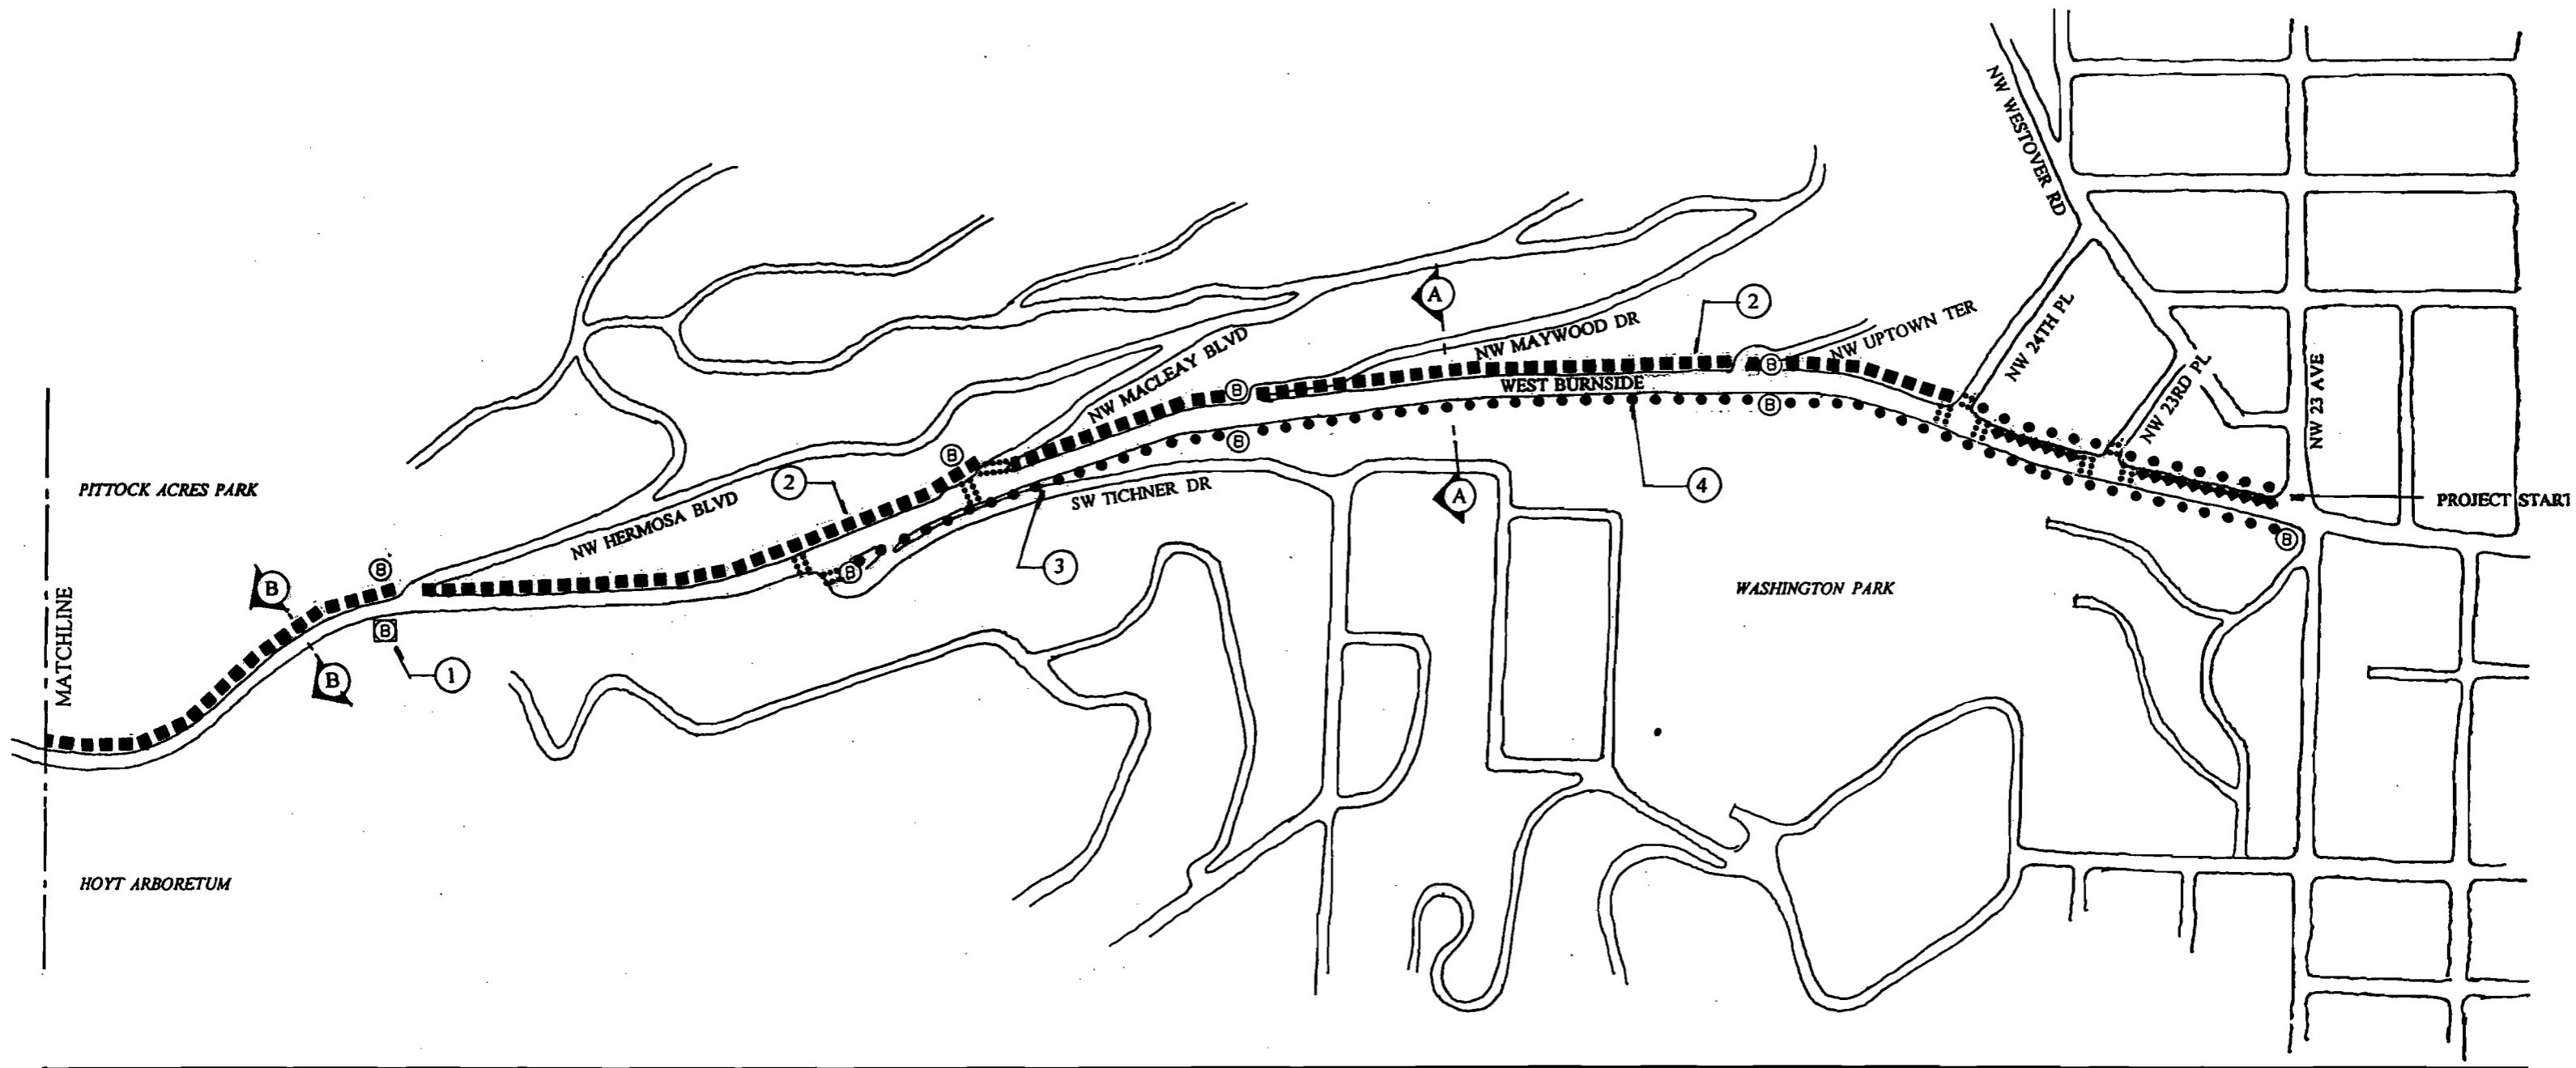 NW WESTOVER RD
A
2
NW MAYWOOD DR
NW UPTOWN TER
NW 24TH PL
NW MACLEAY BLVD
B
B
NW 23RD PL
NW 23 AVE
WEST BURNSIDE
B
B
B
2
4
A
PITTOCK ACRES PARK
NW HERMOSA BLVD
SW TICHNER DR
PROJECT START
B
B
B
3
B
B
1
B
WASHINGTON PARK
MATCHLINE
HOYT ARBORETUM